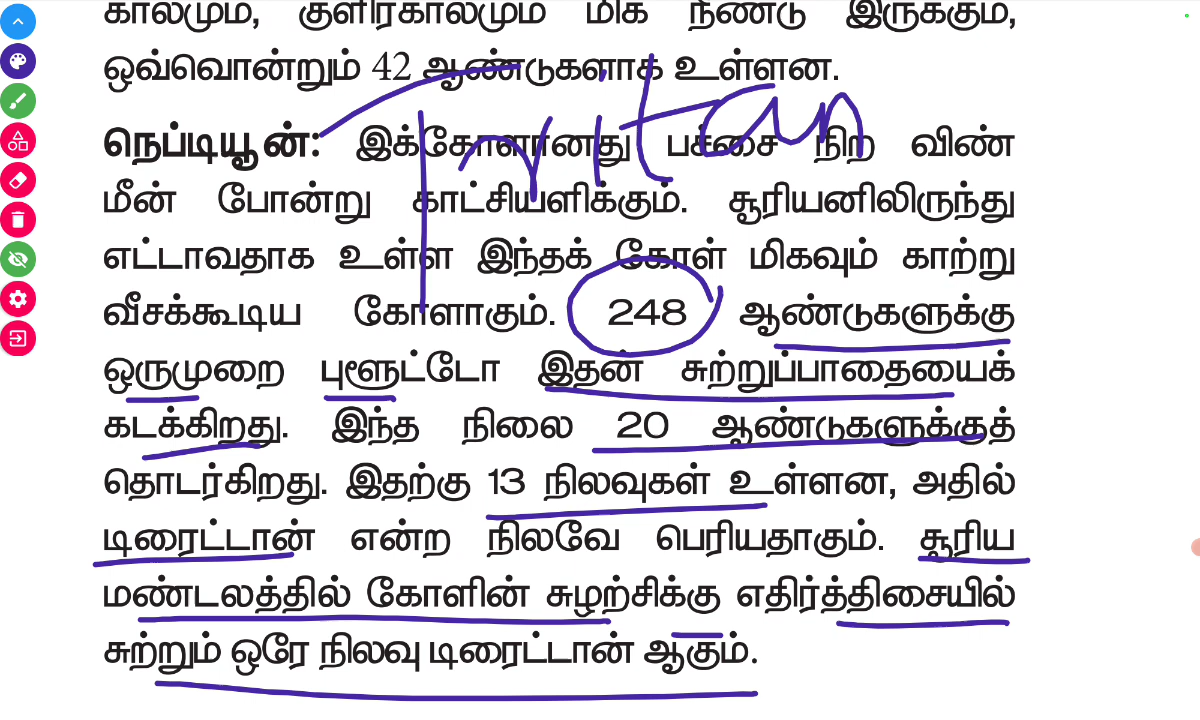 காலமும், குளிர்காலமும் மிக நீண்டு இருக்கும்,
ஒவ்வொன்றும் 42 ஆண்டுகளாக உள்ளன.
Tritan
நெப்டியூன்: இக்கோளானது பச்சை நிற விண்
மீன் போன்று காட்சியளிக்கும். சூரியனிலிருந்து
எட்டாவதாக உள்ள இந்தக் கோள் மிகவும் காற்று
வீசக்கூடிய கோளாகும். 248 ஆண்டுகளுக்கு
ஒருமுறை புளூட்டோ இதன் சுற்றுப்பாதையைக்
கடக்கிறது. இந்த நிலை 20 ஆண்டுகளுக்குத்
தொடர்கிறது. இதற்கு 13 நிலவுகள் உள்ளன, அதில்
டிரைட்டான் என்ற நிலவே பெரியதாகும். சூரிய
மண்டலத்தில் கோளின் சுழற்சிக்கு எதிர்த்திசையில்
சுற்றும் ஒரே நிலவு டிரைட்டான் ஆகும்.